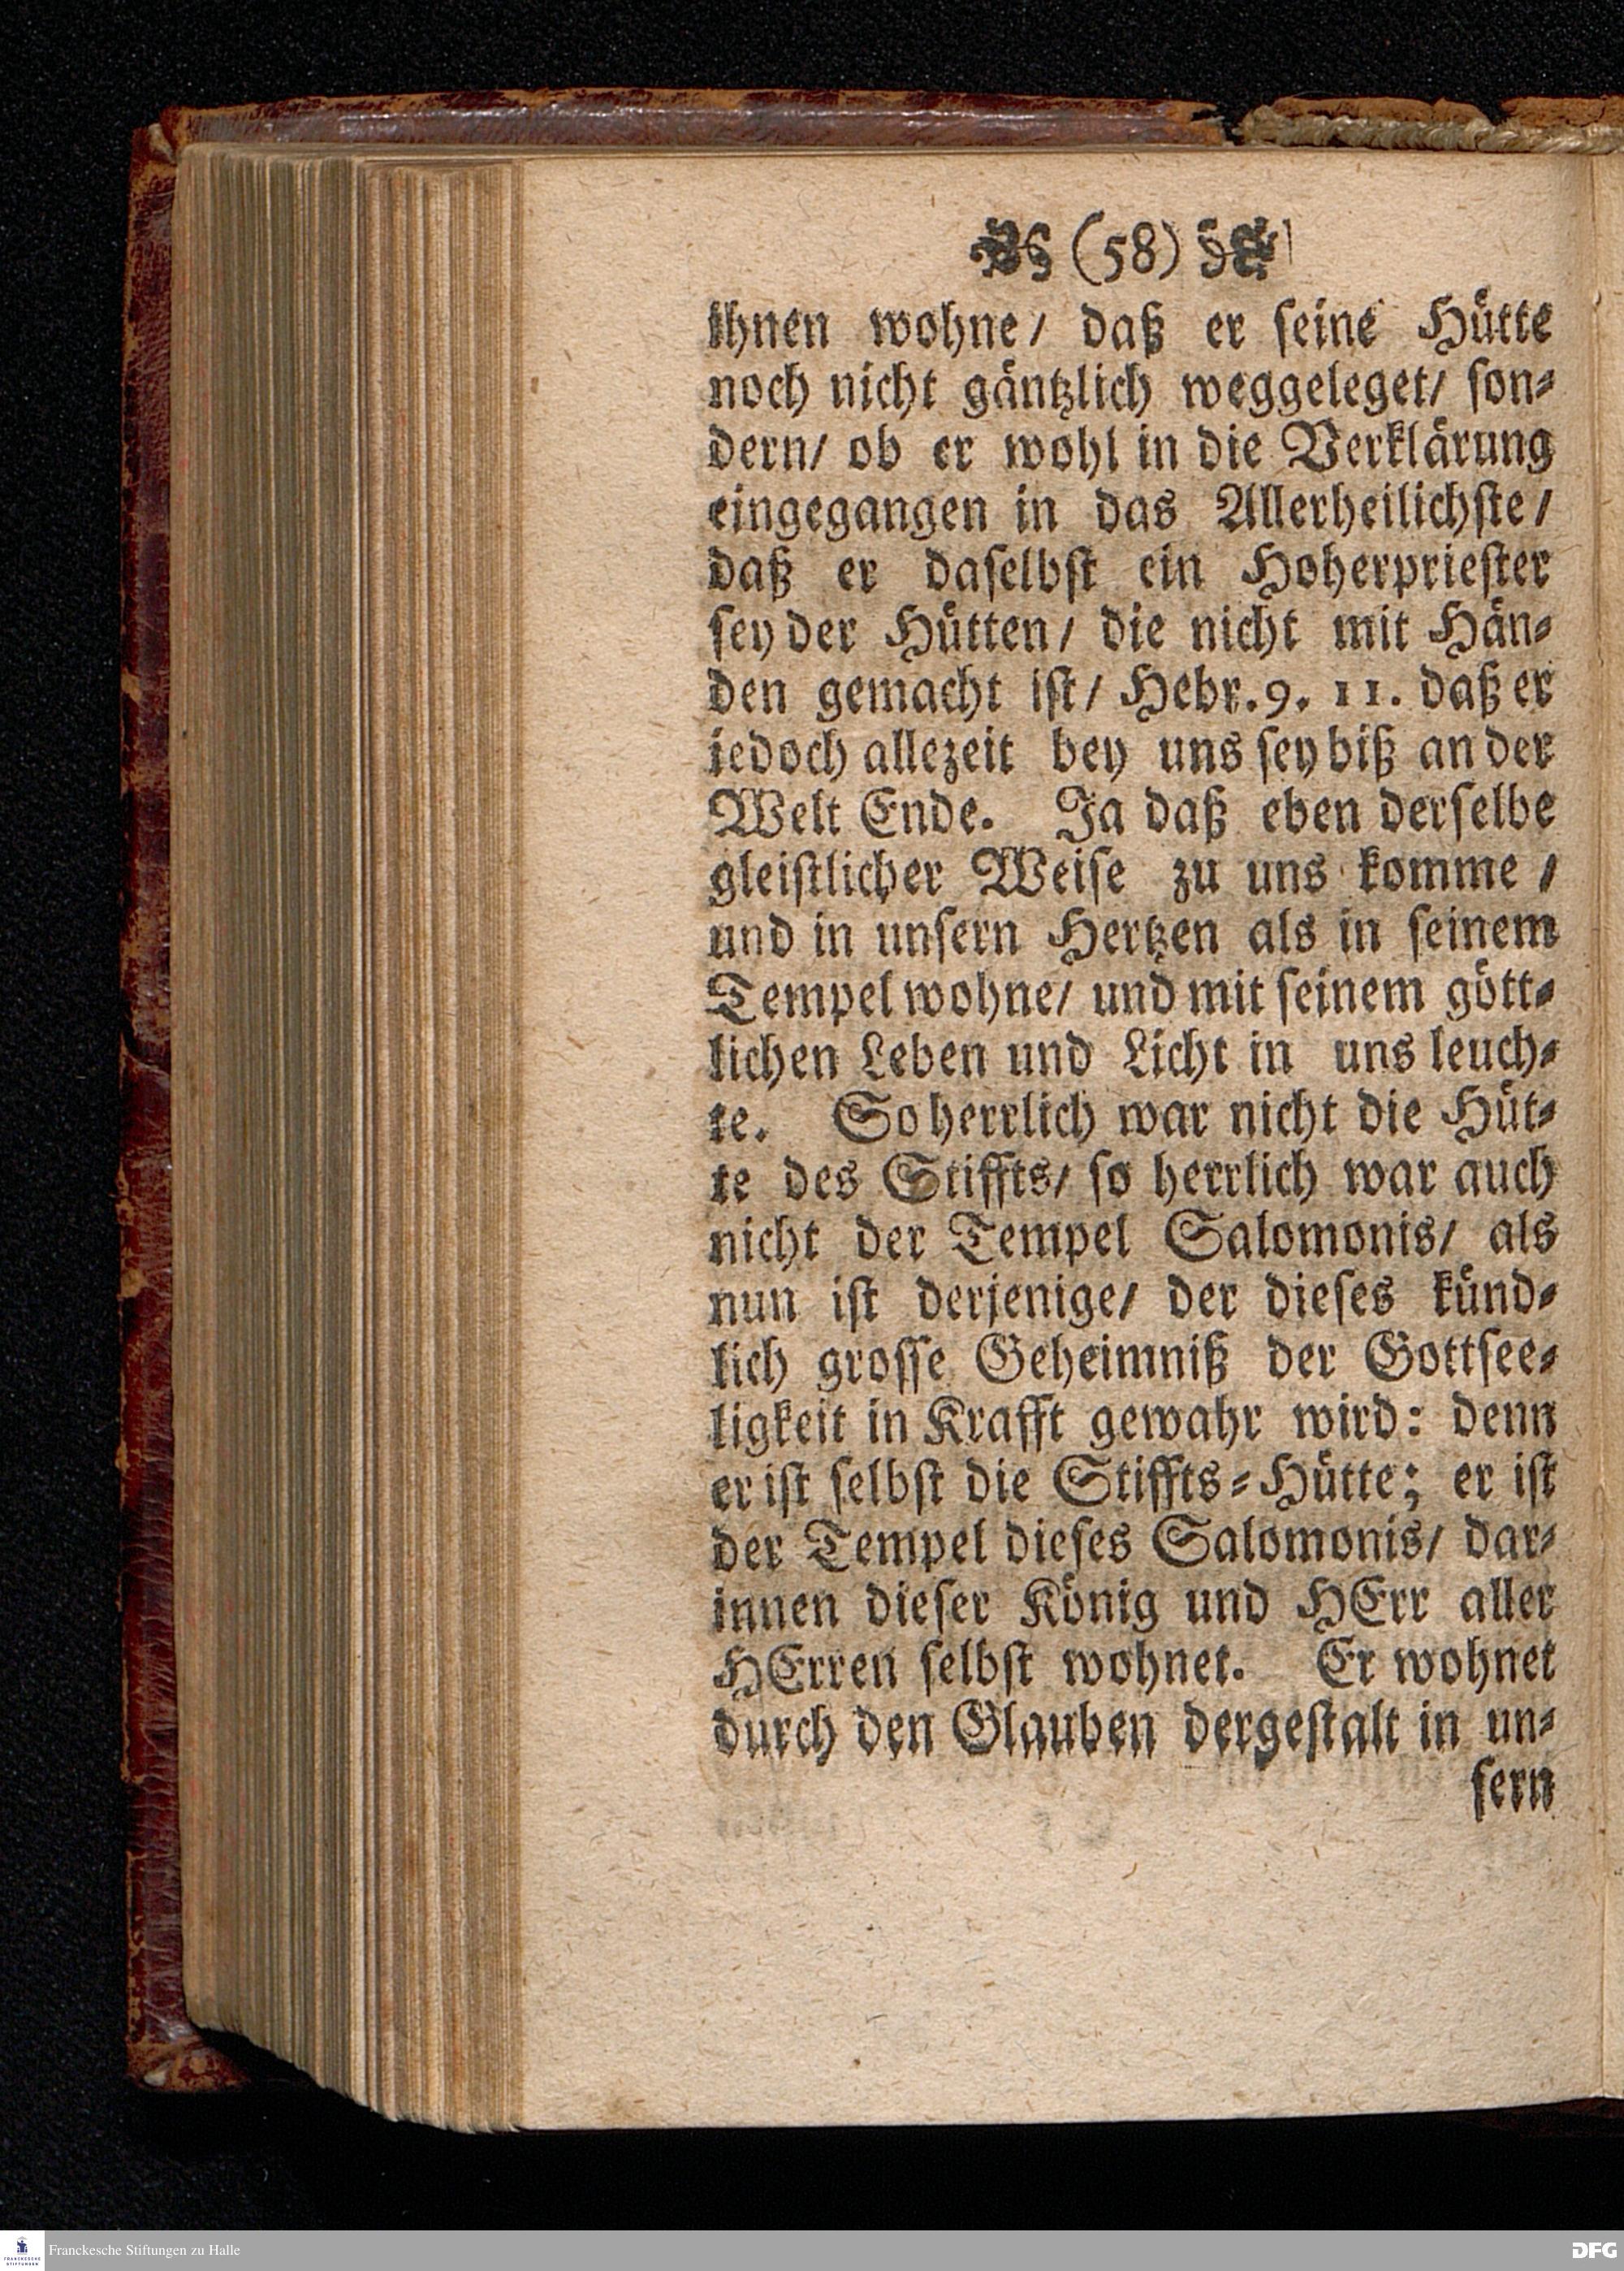 (58)
ihnen wohne/ daß er seine Hütte
noch nicht gäntzlich weggeleget/ son-
dern/ ob er wohl in die Verklärung
eingegangen in das Allerheilichste/
daß er daselbst ein Hoherpriester
sey der Hütten/ die nicht mit Hän-
den gemacht ist/ Hebr. 9. 11. daß er
iedoch allezeit bey uns sey biß an der
Welt Ende. Ja daß eben derselbe
gleistlicher Weise zu uns komme /
und in unsern Hertzen als in seinem
Tempel wohne/ und mit seinem gött-
lichen Leben und Licht in uns leuch-
te. So herrlich war nicht die Hüt-
te des Stiffts/ so herrlich war auch
nicht der Tempel Salomonis/ als
nun ist derjenige/ der dieses künd-
lich grosse Geheimniß der Gottsee-
ligkeit in Krafft gewahr wird: denn
er ist selbst die Stiffts-Hütte; er ist
der Tempel dieses Salomonis/ dar-
innen dieser König und HErr aller
HErren selbst wohnet. Er wohnet
durch den Glauben dergestalt in un-
sern
Franckesche Stiftungen zu Halle
DFG